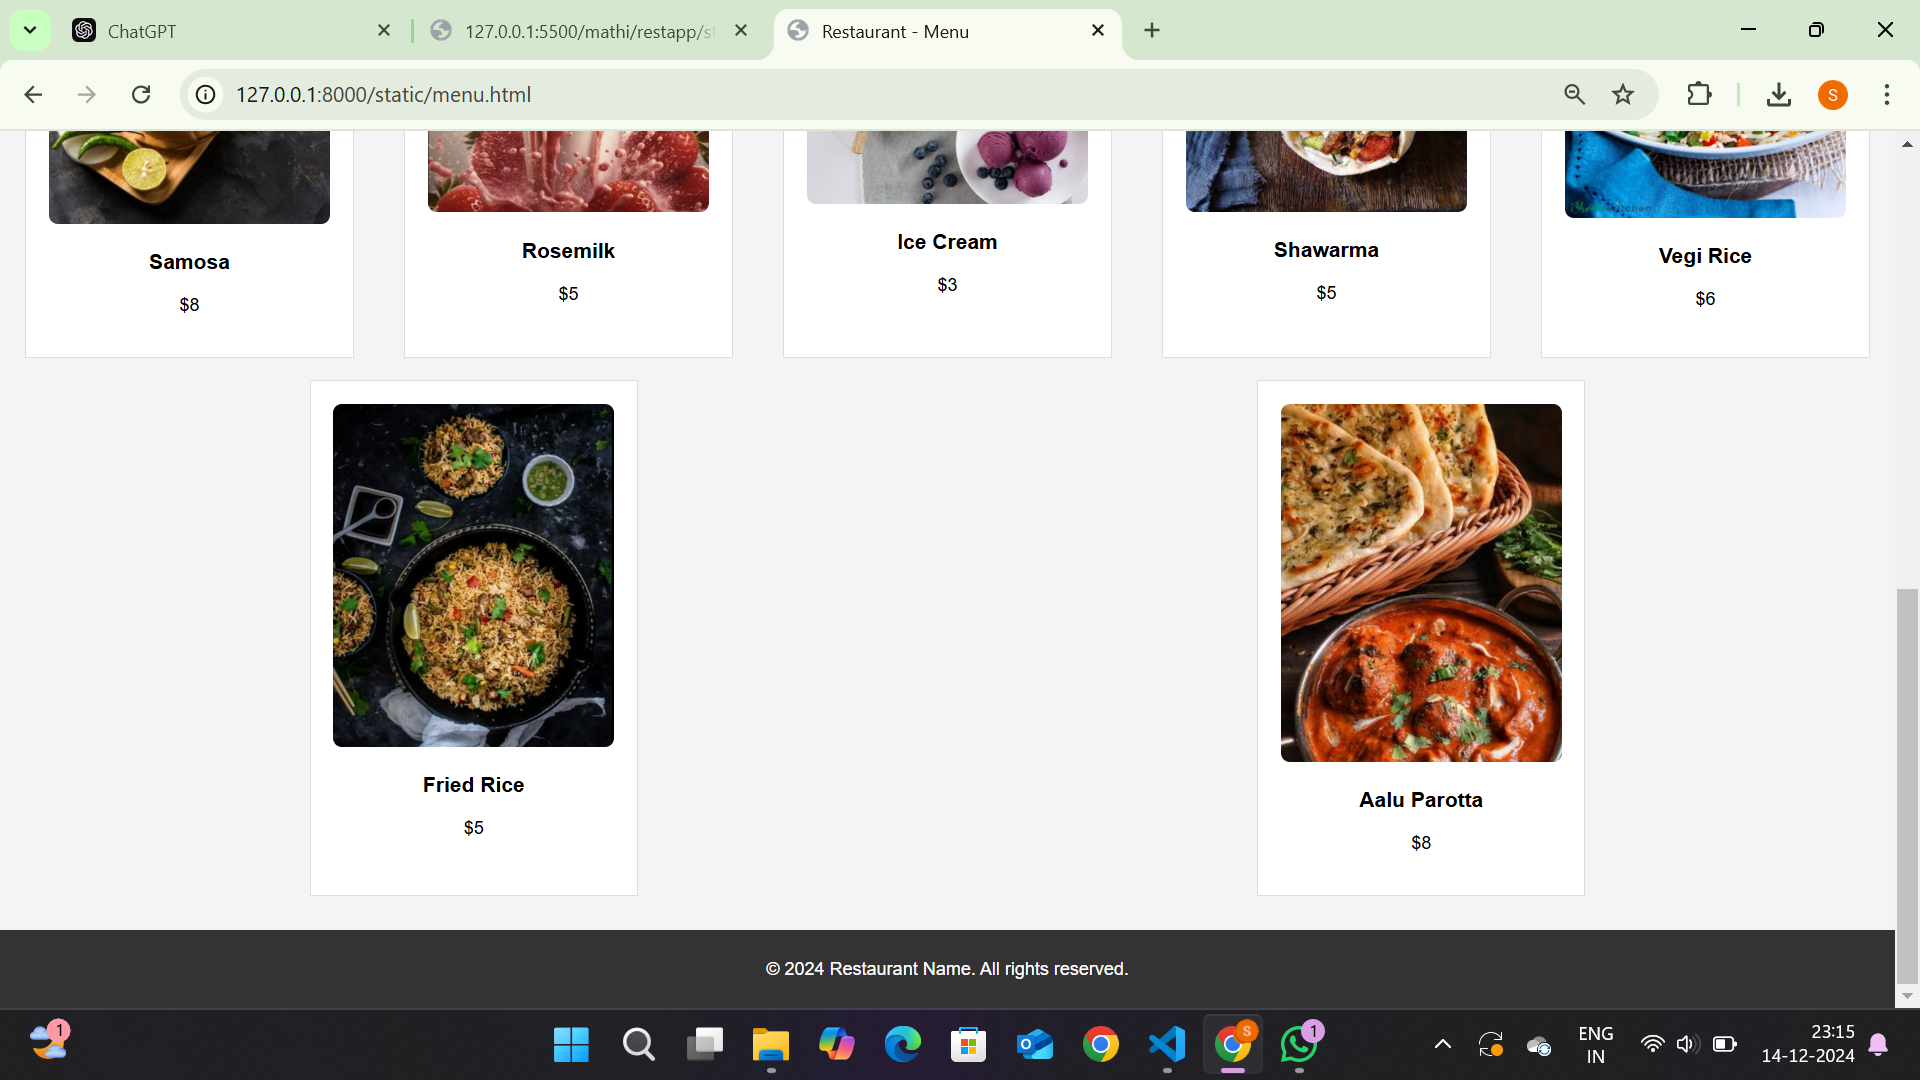 ChatGPT
127.0.0.1:5500/mathi/restapp/st
Restaurant - Menu
127.0.0.1:8000/static/menu.html
S
Samosa
$8
Rosemilk
$5
Ice Cream
$3
Shawarma
$5
Vegi Rice
$6
Fried Rice
$5
Aalu Parotta
$8
© 2024 Restaurant Name. All rights reserved.
1
S
1
ENG
IN
23:15
14-12-2024